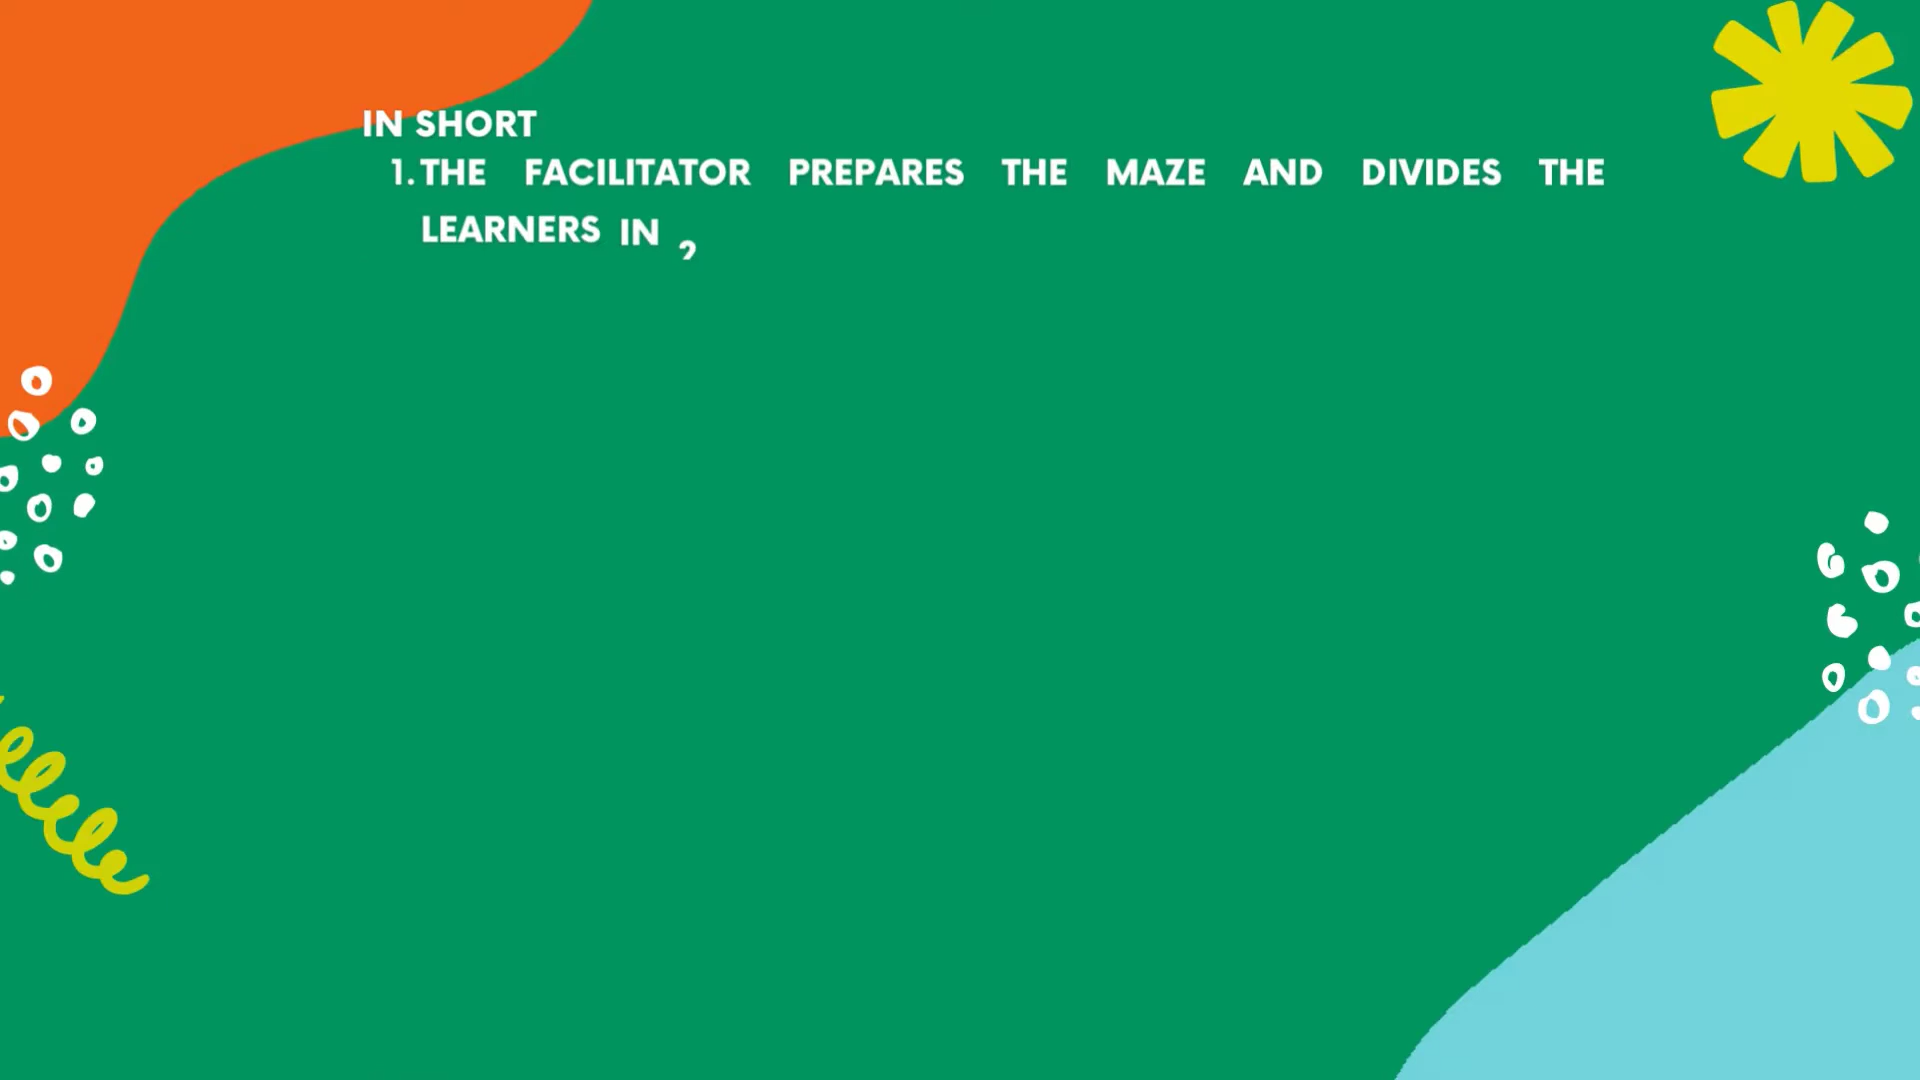 IN SHORT
1. THE FACILITATOR PREPARES THE MAZE AND DIVIDES THE
LEARNERS IN